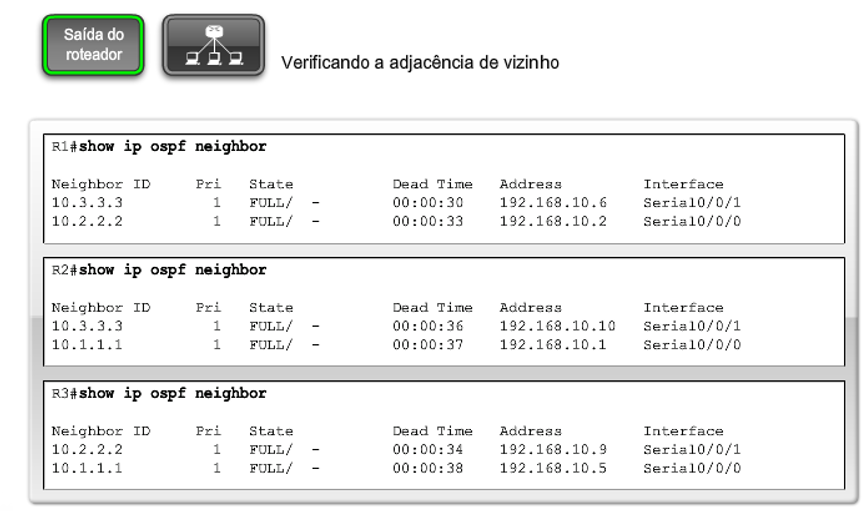 Saída do
roteador
Verificando a adjacência de vizinho
R1#show ip ospf neighbor
Neighbor ID Pri State Dead Time Address Interface
10.3.3.3 1 FULL/ - 00:00:30 192.168.10.6 Serial0/0/1
10.2.2.2 1 FULL/ - 00:00:33 192.168.10.2 Serial0/0/0
R2#show ip ospf neighbor
Neighbor ID Pri State Dead Time Address Interface
10.3.3.3 1 FULL/ - 00:00:36 192.168.10.10 Serial0/0/1
10.1.1.1 1 FULL/ - 00:00:37 192.168.10.1 Serial0/0/0
R3#show ip ospf neighbor
Neighbor ID Pri State Dead Time Address Interface
10.2.2.2 1 FULL/ - 00:00:34 192.168.10.9 Serial0/0/1
10.1.1.1 1 FULL/ - 00:00:38 192.168.10.5 Serial0/0/0